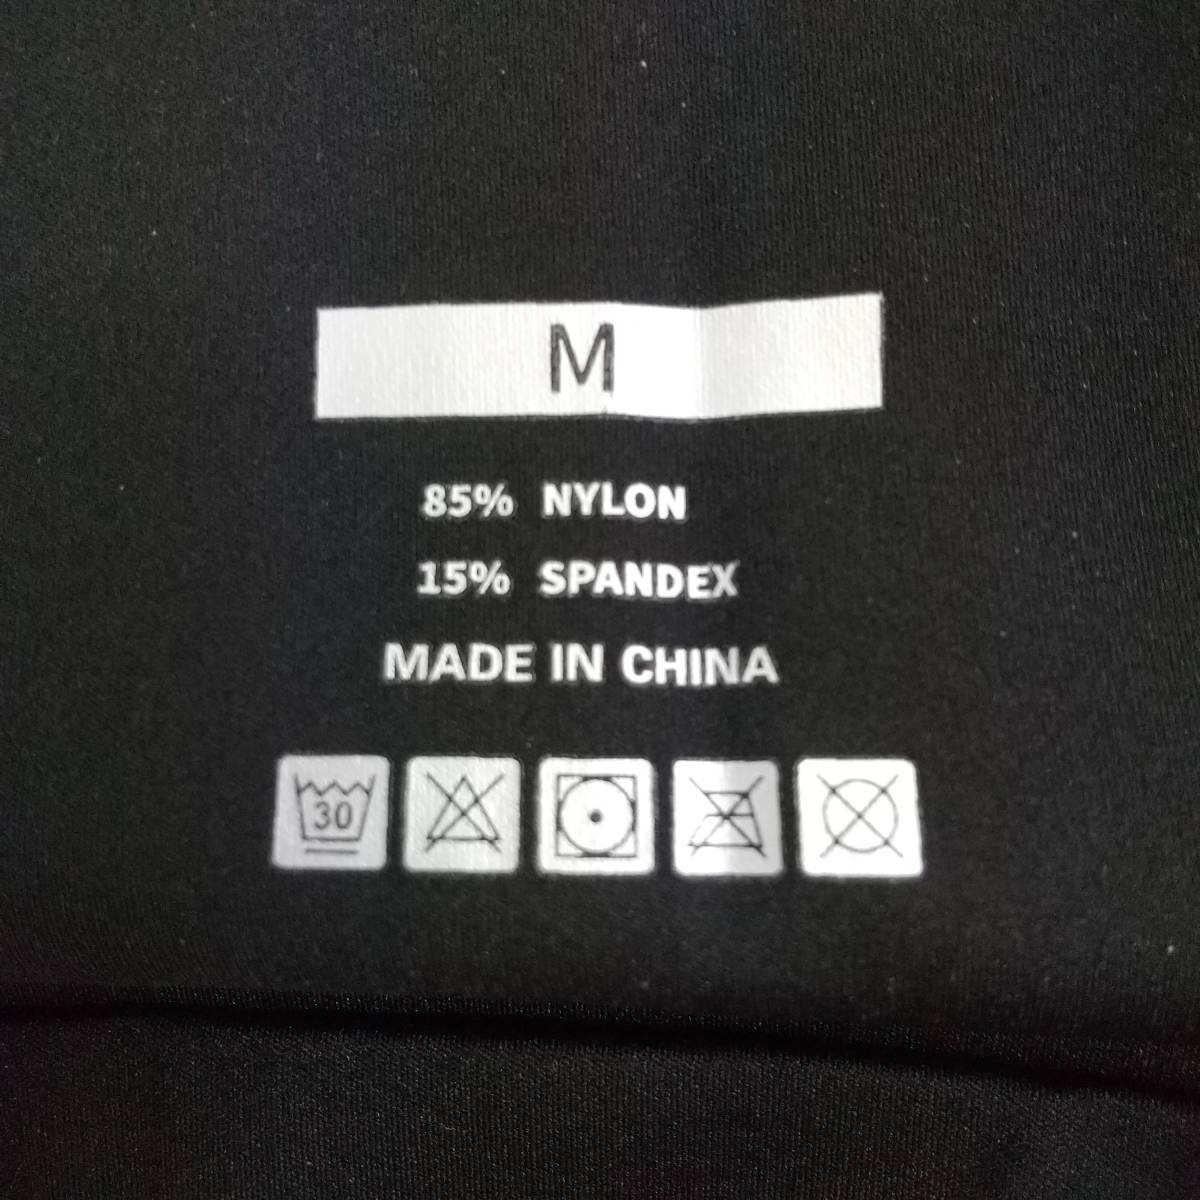 M
85% NYLON
15% SPANDEX
MADE IN CHINA
30